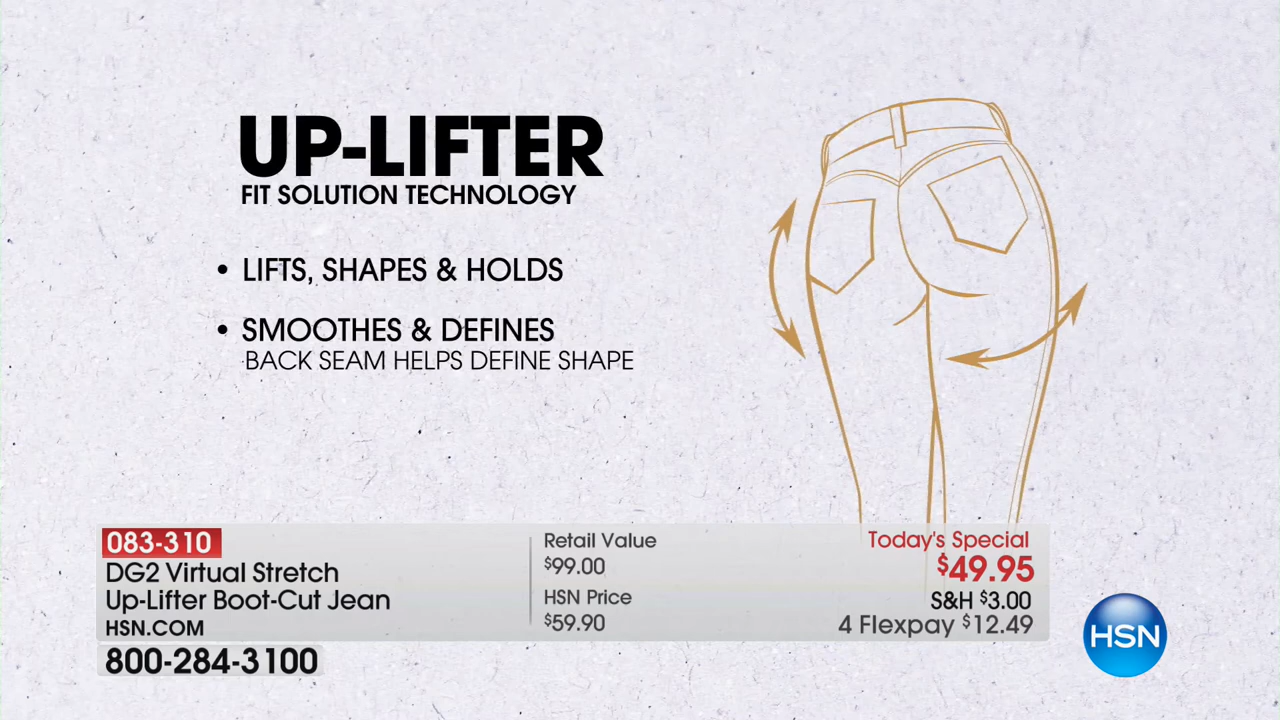 UP-LIFTER
FIT SOLUTION TECHNOLOGY
• LIFTS, SHAPES & HOLDS
• SMOOTHES & DEFINES
BACK SEAM HELPS DEFINE SHAPE
083-310
DG2 Virtual Stretch
Up-Lifter Boot-Cut Jean
HSN.COM
800-284-3100
Retail Value
$99.00
HSN Price
$59.90
Today's Special
$49.95
S&H $3.00
4 Flexpay $12.49
HSN